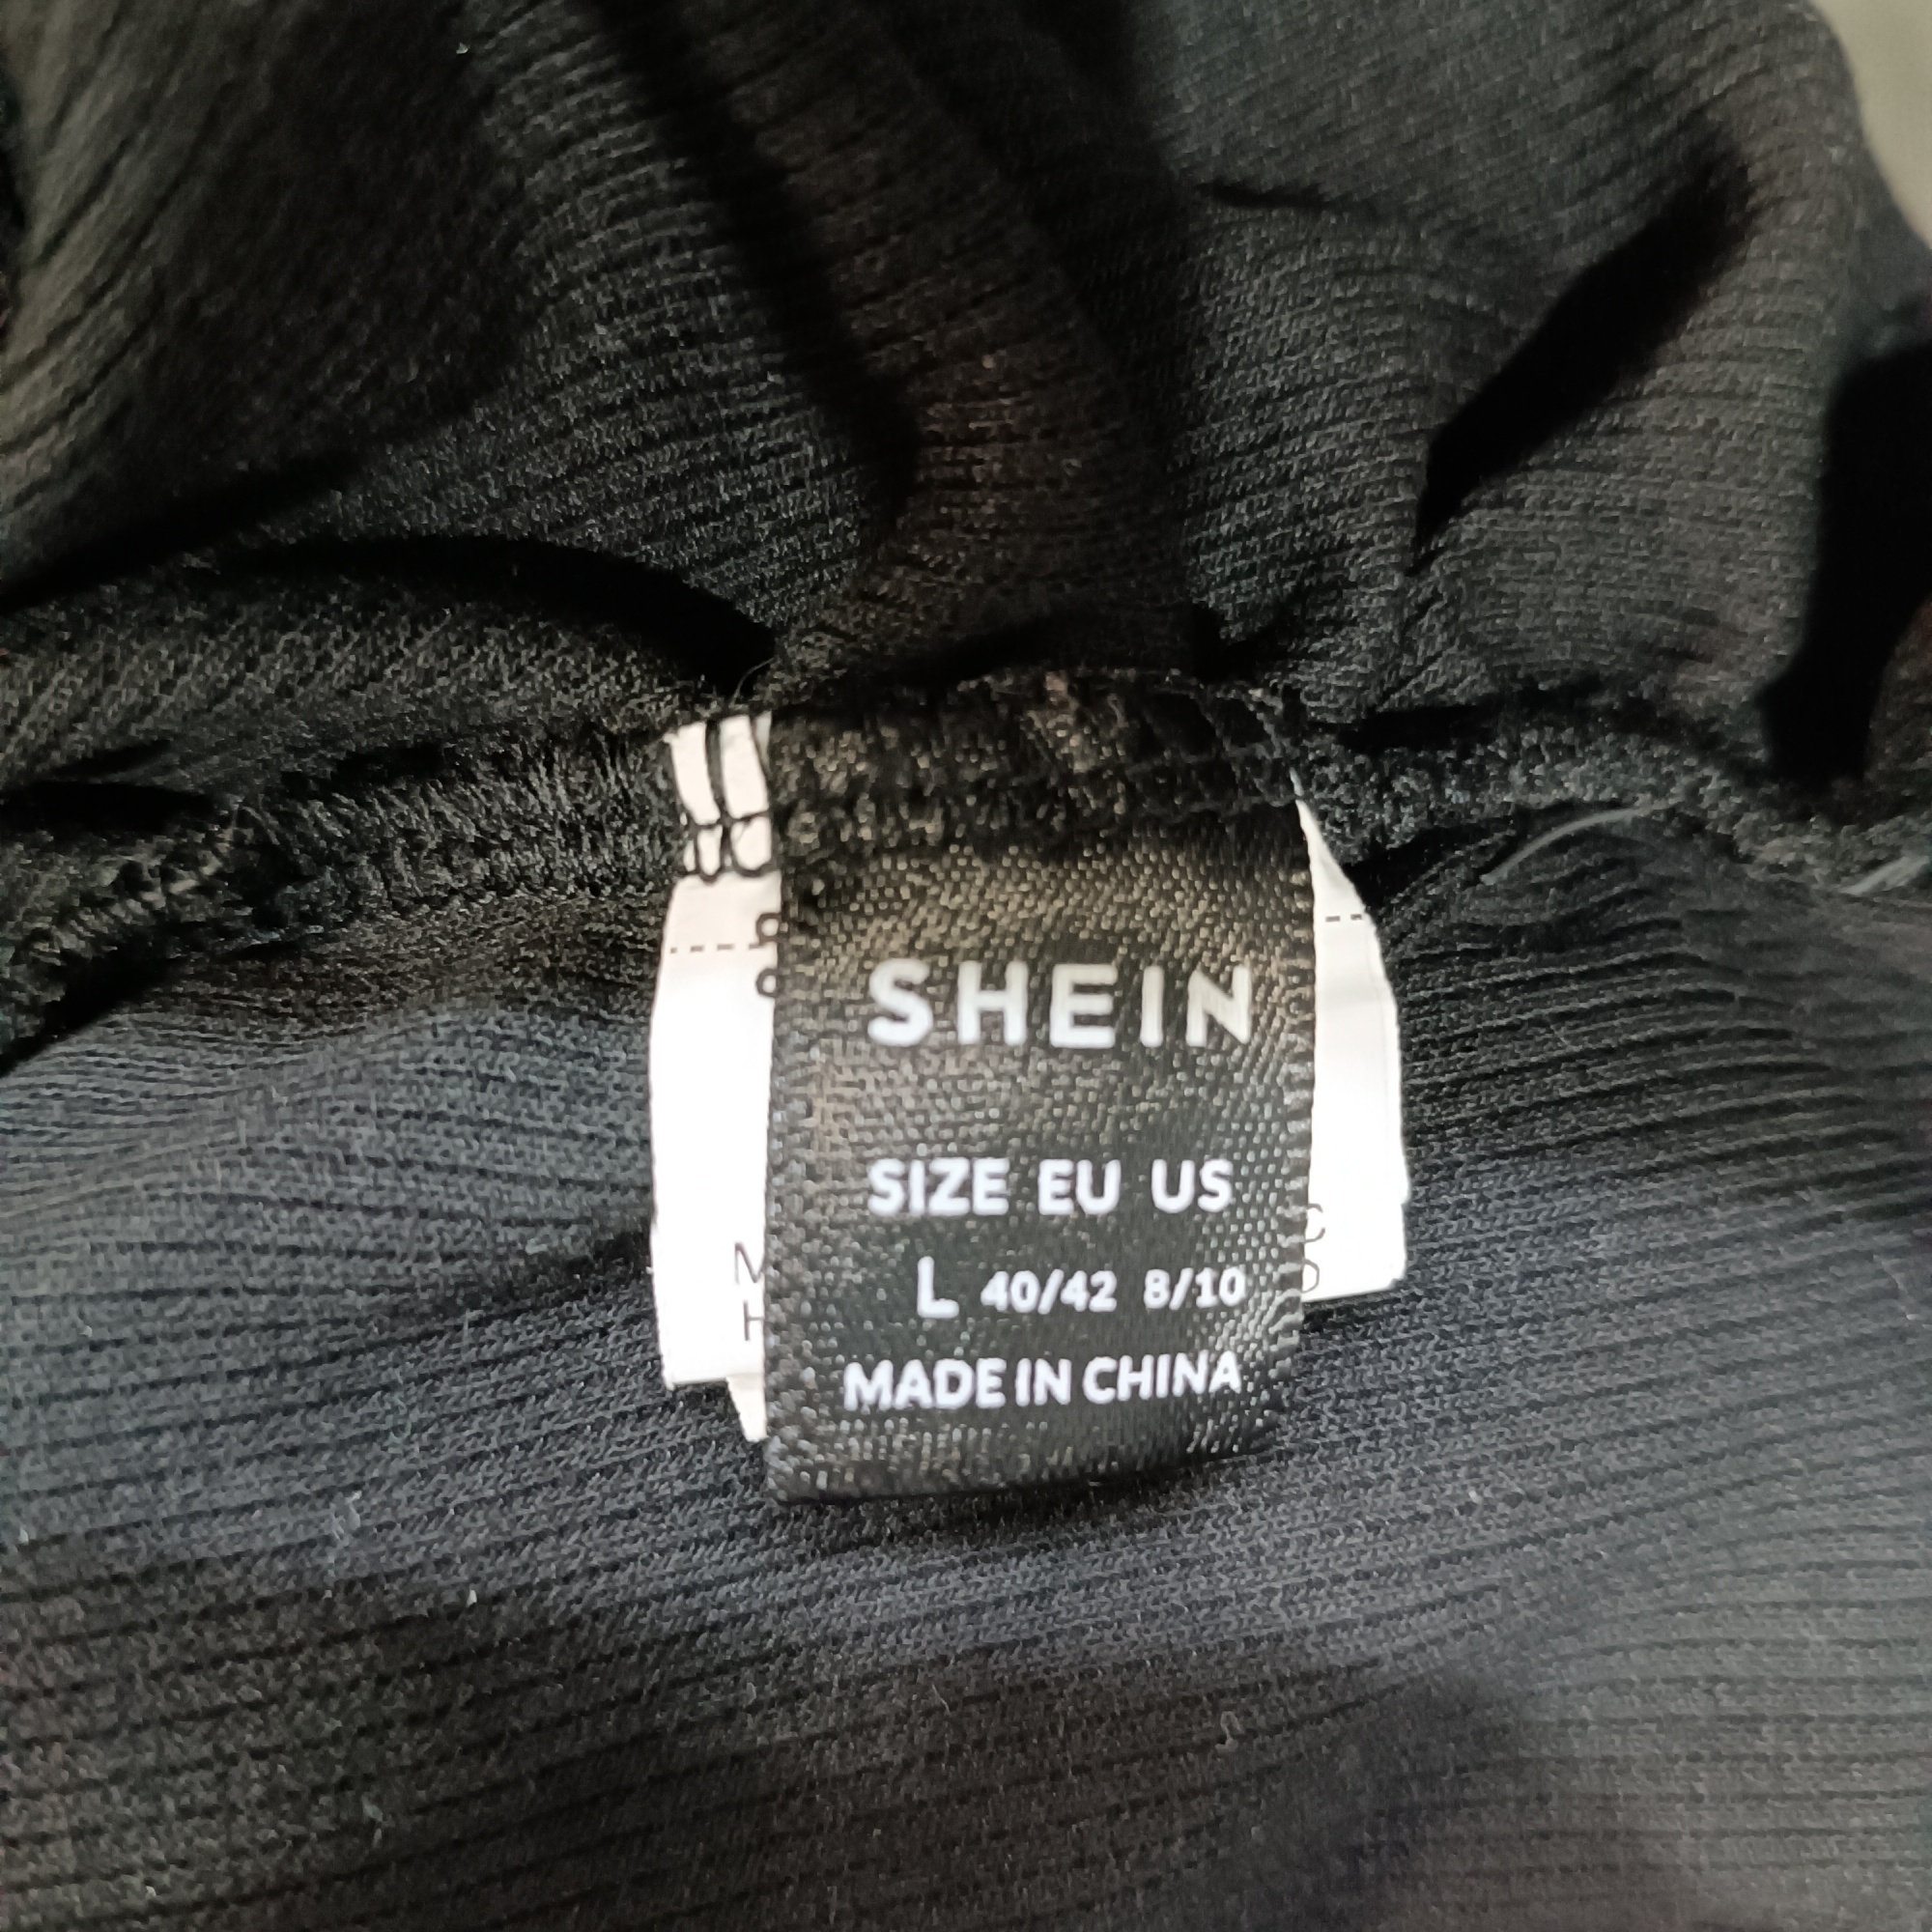 SHEIN
SIZE EU US
L 40/42 8/10
MADE IN CHINA